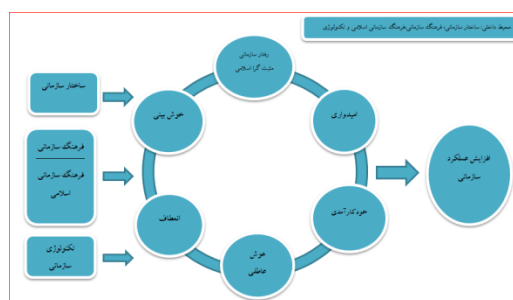 محیط داخلی: ساختار سازمانی، فرهنگ سازمانی، فرهنگ سازمانی اسلامی و تکنولوژی
رفتار سازمانی
مثبت گرا اسلامی
امیدواری
خودکارآمدی
هوش
عاطفی
انعطاف
خوش بینی
ساختار سازمانی
فرهنگ سازمانی
فرهنگ سازمانی
اسلامی
تکنولوژی
سازمانی
افزایش عملکرد
سازمانی